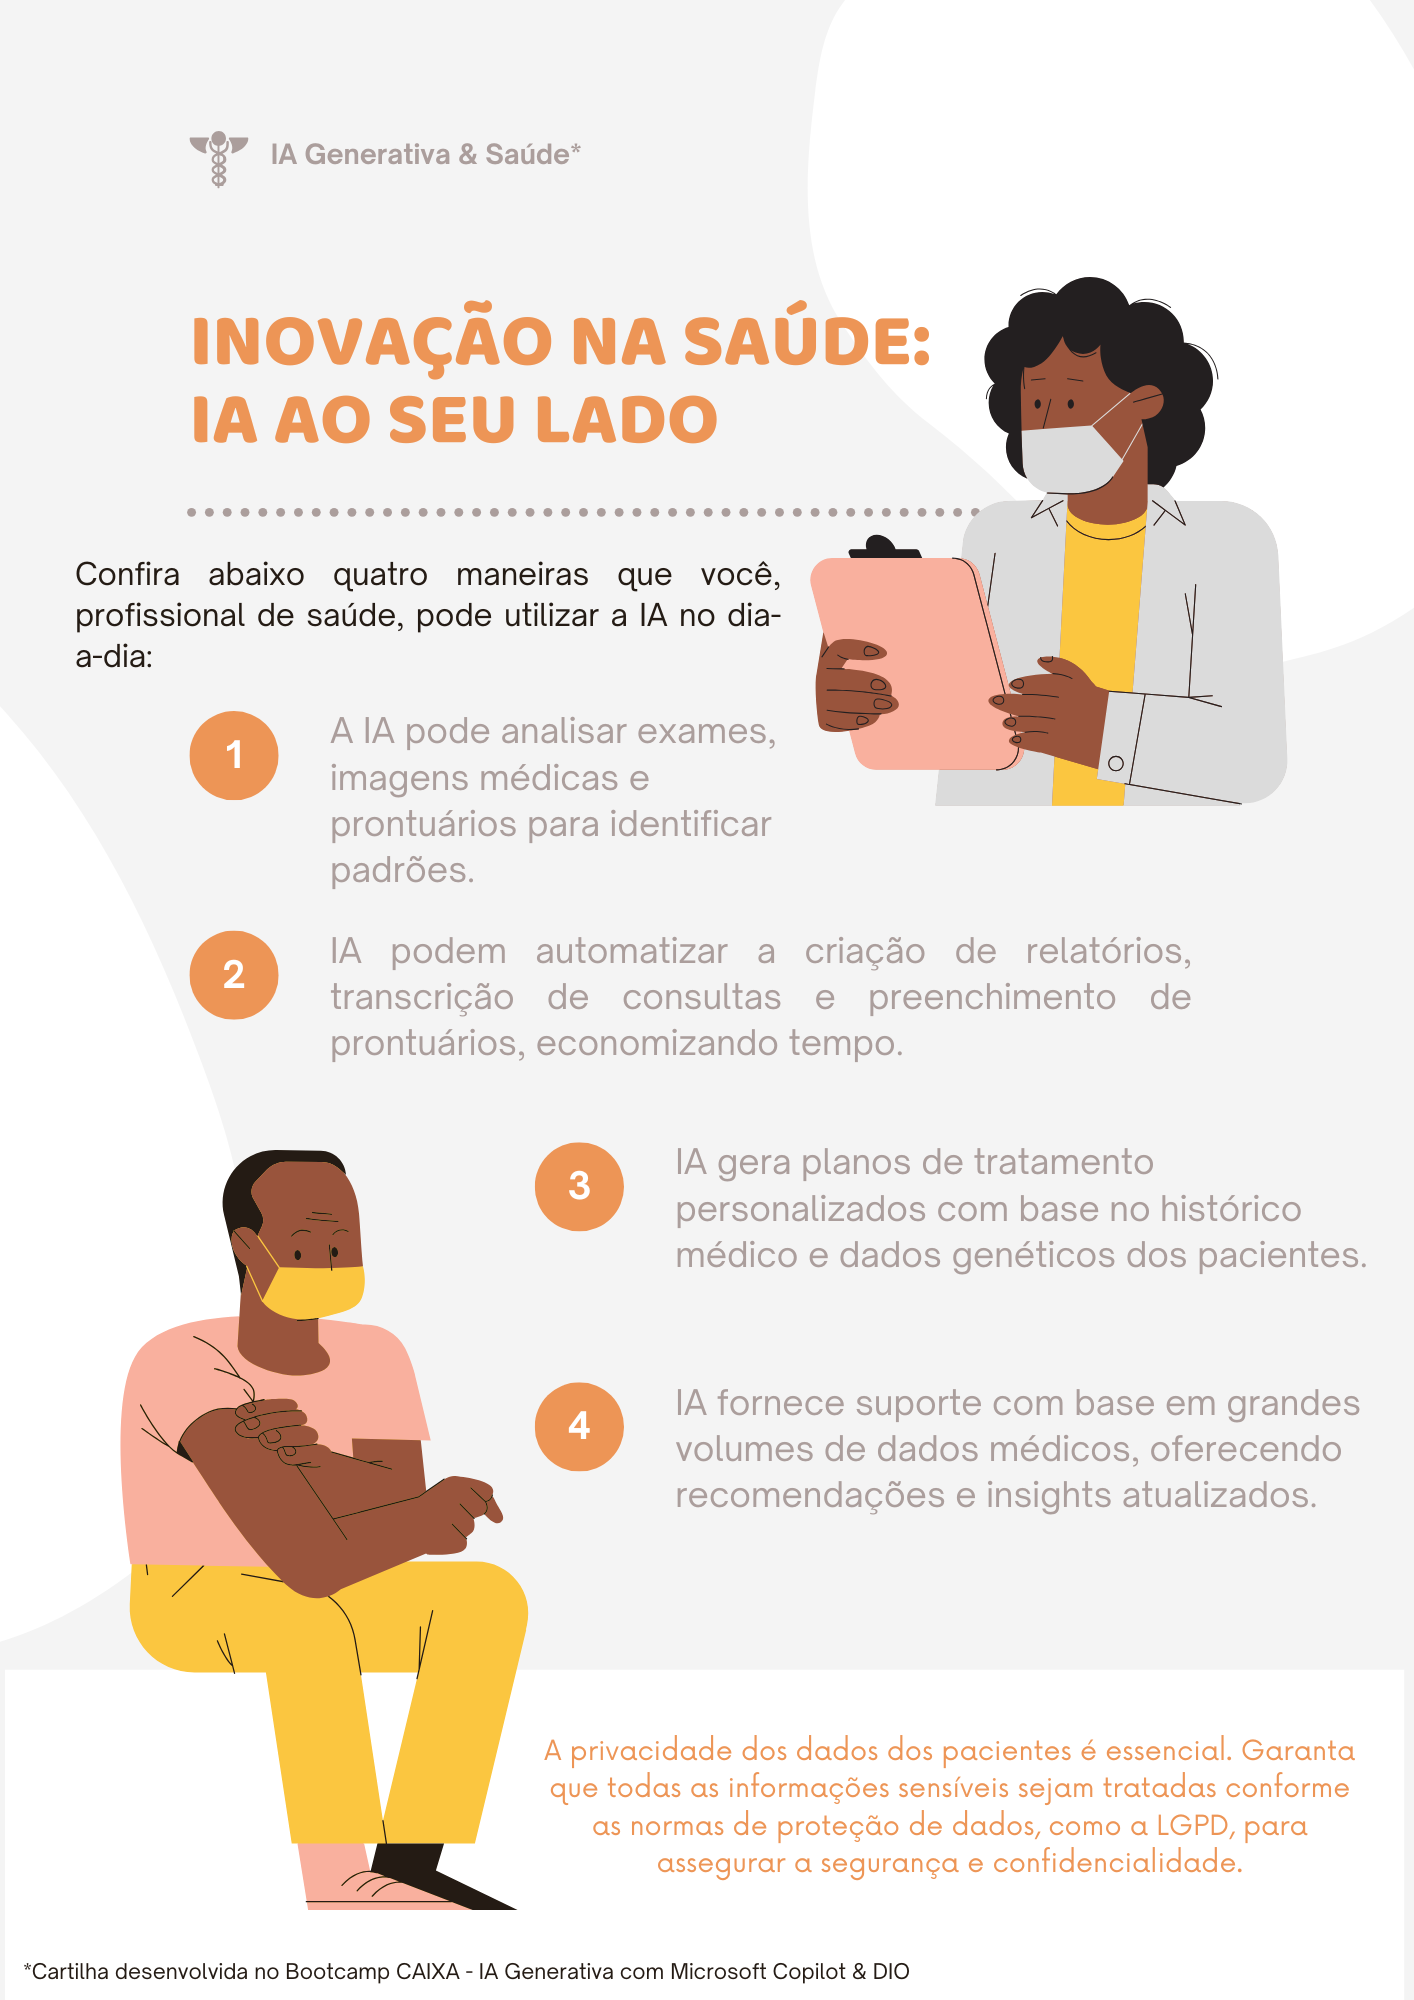 IA Generativa & Saúde*
INOVAÇÃO NA SAÚDE:
IA AO SEU LADO
Confira abaixo quatro maneiras que você,
profissional de saúde, pode utilizar a IA no dia-
a-dia:
1
A IA pode analisar exames,
imagens médicas e
prontuários para identificar
padrões.
2
IA podem automatizar a criação de relatórios,
transcrição de consultas e preenchimento de
prontuários, economizando tempo.
3
IA gera planos de tratamento
personalizados com base no histórico
médico e dados genéticos dos pacientes.
4
IA fornece suporte com base em grandes
volumes de dados médicos, oferecendo
recomendações e insights atualizados.
A privacidade dos dados dos pacientes é essencial. Garanta
que todas as informações sensíveis sejam tratadas conforme
as normas de proteção de dados, como a LGPD, para
assegurar a segurança e confidencialidade.
*Cartilha desenvolvida no Bootcamp CAIXA - IA Generativa com Microsoft Copilot & DIO